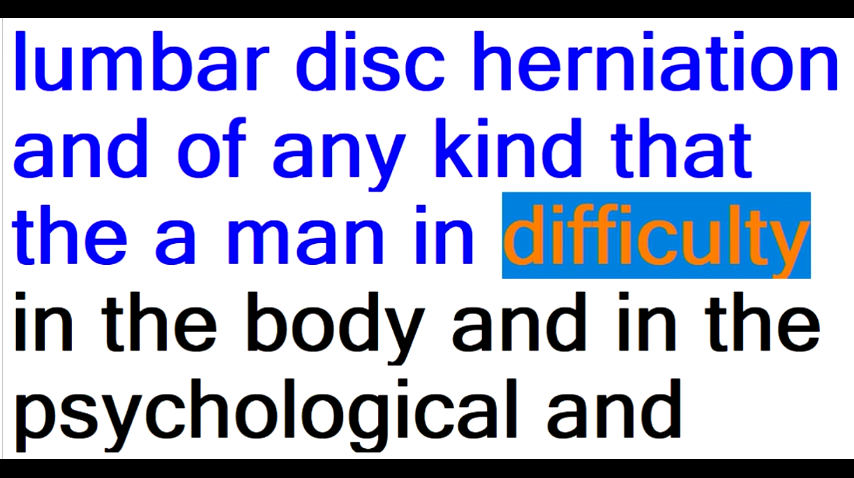 lumbar disc herniation
and of any kind that
the a man in difficulty
in the body and in the
psychological and